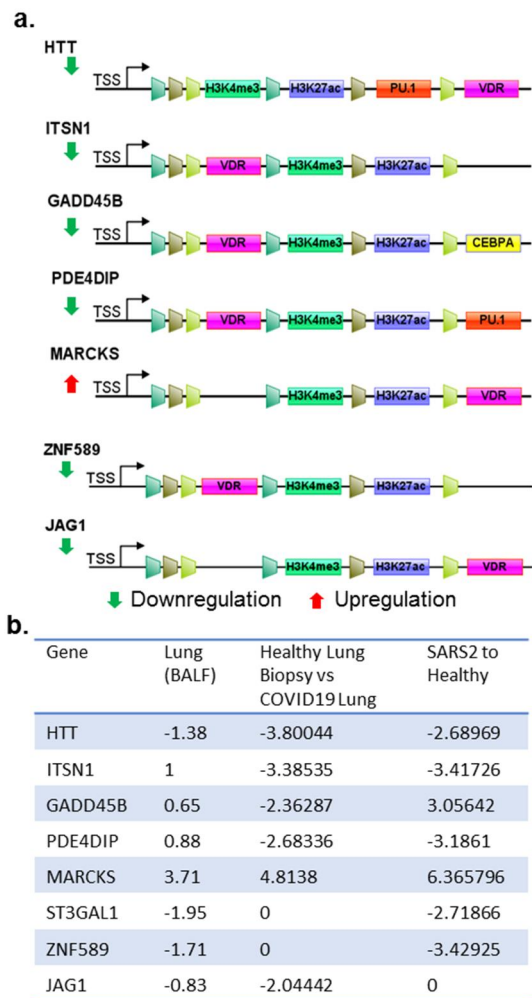 a.
HTT
TSS H3K4me3 H3K27ac PU.1 VDR
ITSN1
TSS VDR H3K4me3 H3K27ac
GADD45B
TSS VDR H3K4me3 H3K27ac CEBPA
PDE4DIP
TSS VDR H3K4me3 H3K27ac PU.1
MARCKS
TSS H3K4me3 H3K27ac VDR
ZNF589
TSS VDR H3K4me3 H3K27ac
JAG1
TSS H3K4me3 H3K27ac VDR
Downregulation Upregulation
b.
Gene Lung Healthy Lung SARS2 to
(BALF) Biopsy vs Healthy
COVID19 Lung
HTT -1.38 -3.80044 -2.68969
ITSN1 1 -3.38535 -3.41726
GADD45B 0.65 -2.36287 3.05642
PDE4DIP 0.88 -2.68336 -3.1861
MARCKS 3.71 4.8138 6.365796
ST3GAL1 -1.95 0 -2.71866
ZNF589 -1.71 0 -3.42925
JAG1 -0.83 -2.04442 0